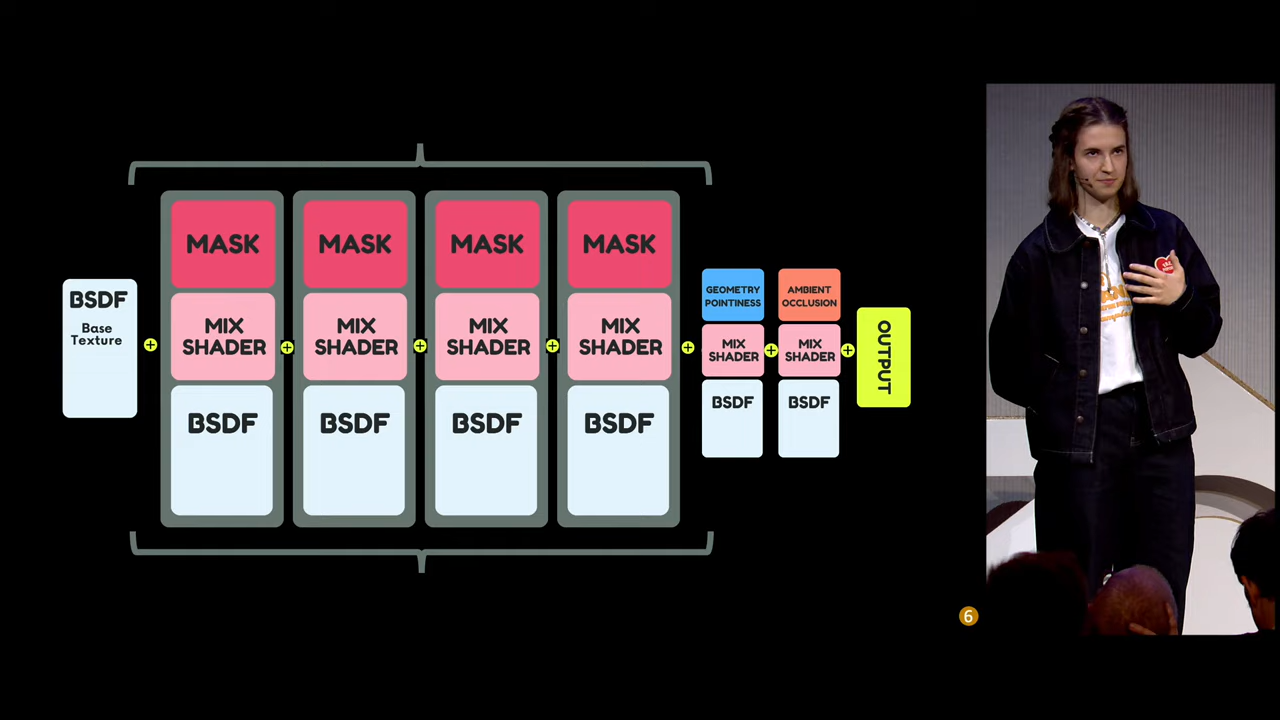 BSDF
Base
Texture
MASK
MIX
SHADER
BSDF
MASK
MIX
SHADER
BSDF
MASK
MIX
SHADER
BSDF
MASK
MIX
SHADER
BSDF
GEOMETRY
POINTINESS
MIX
SHADER
BSDF
AMBIENT
OCCLUSION
MIX
SHADER
BSDF
OUTPUT
6